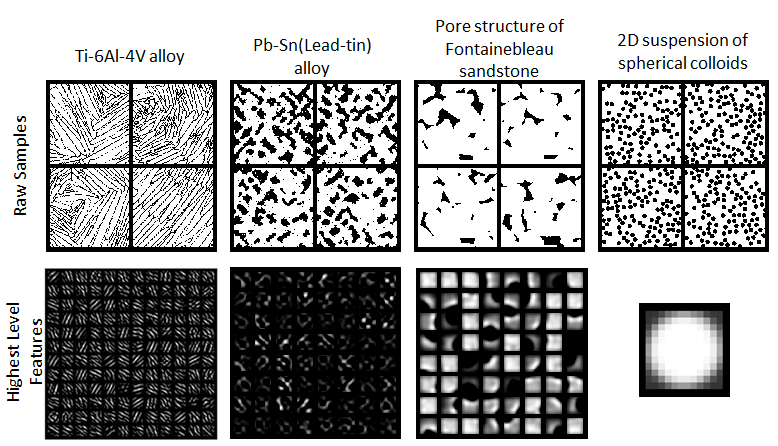 Ti-6Al-4V alloy
Pb-Sn(Lead-tin)
alloy
Pore structure of
Fontainebleau
sandstone
2D suspension of
spherical colloids
Raw Samples
Highest Level
Features